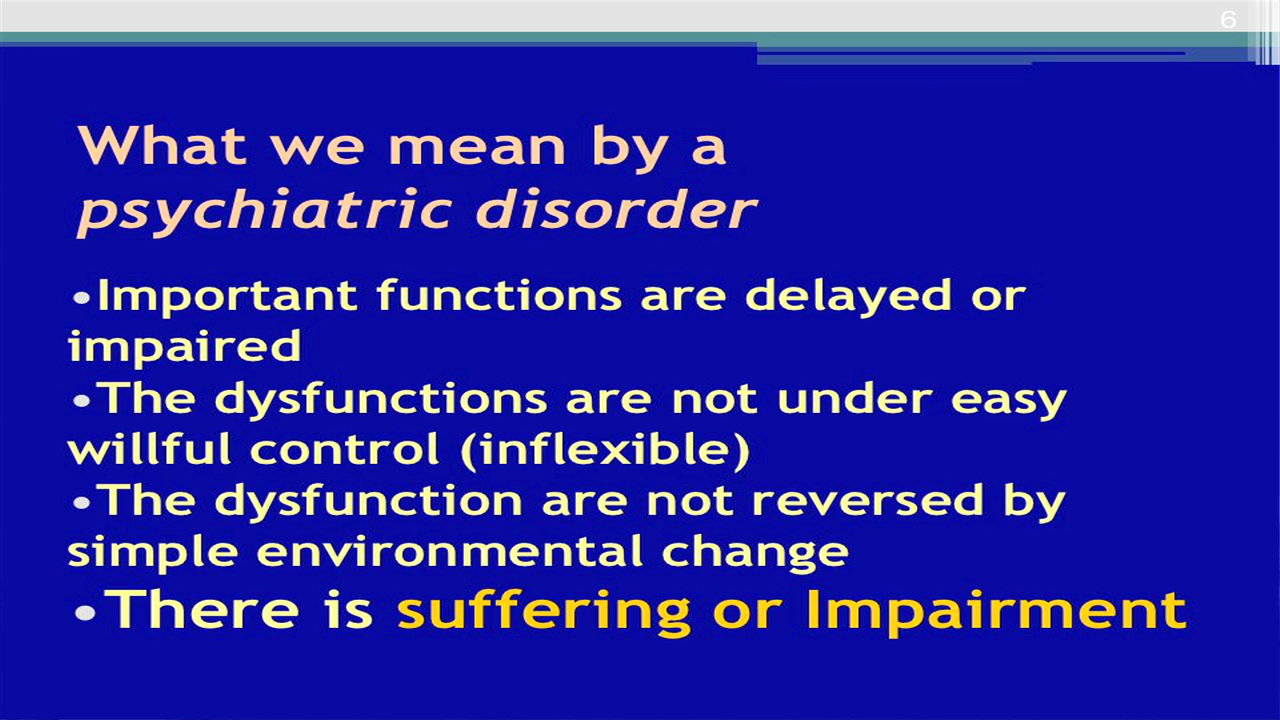 6
What we mean by a
psychiatric disorder
•Important functions are delayed or
impaired
•The dysfunctions are not under easy
willful control (inflexible)
•The dysfunction are not reversed by
simple environmental change
•There is suffering or Impairment